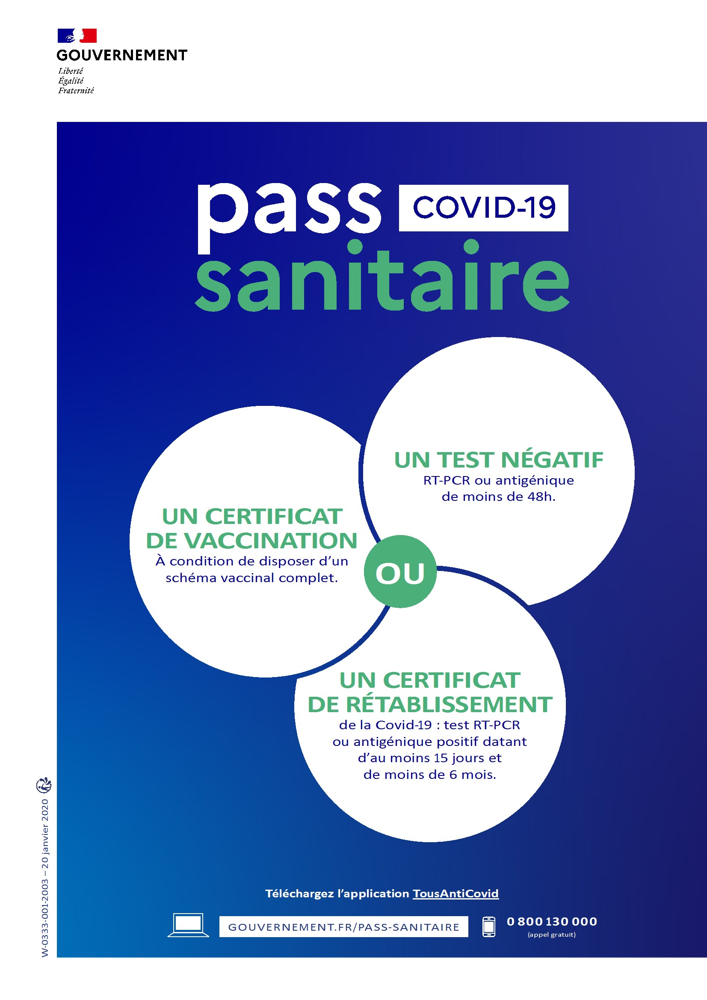 GOUVERNEMENT
Liberté
Égalité
Fraternité
pass COVID-19
sanitaire
UN TEST NÉGATIF
RT-PCR ou antigénique
de moins de 48h.
UN CERTIFICAT
DE VACCINATION
À condition de disposer d’un
schéma vaccinal complet.
OU
UN CERTIFICAT
DE RÉTABLISSEMENT
de la Covid-19 : test RT-PCR
ou antigénique positif datant
d’au moins 15 jours et
de moins de 6 mois.
Téléchargez l’application TousAntiCovid
GOUVERNEMENT.FR/PASS-SANITAIRE
0 800 130 000
(appel gratuit)
W-0333-001-2003 – 20 janvier 2020